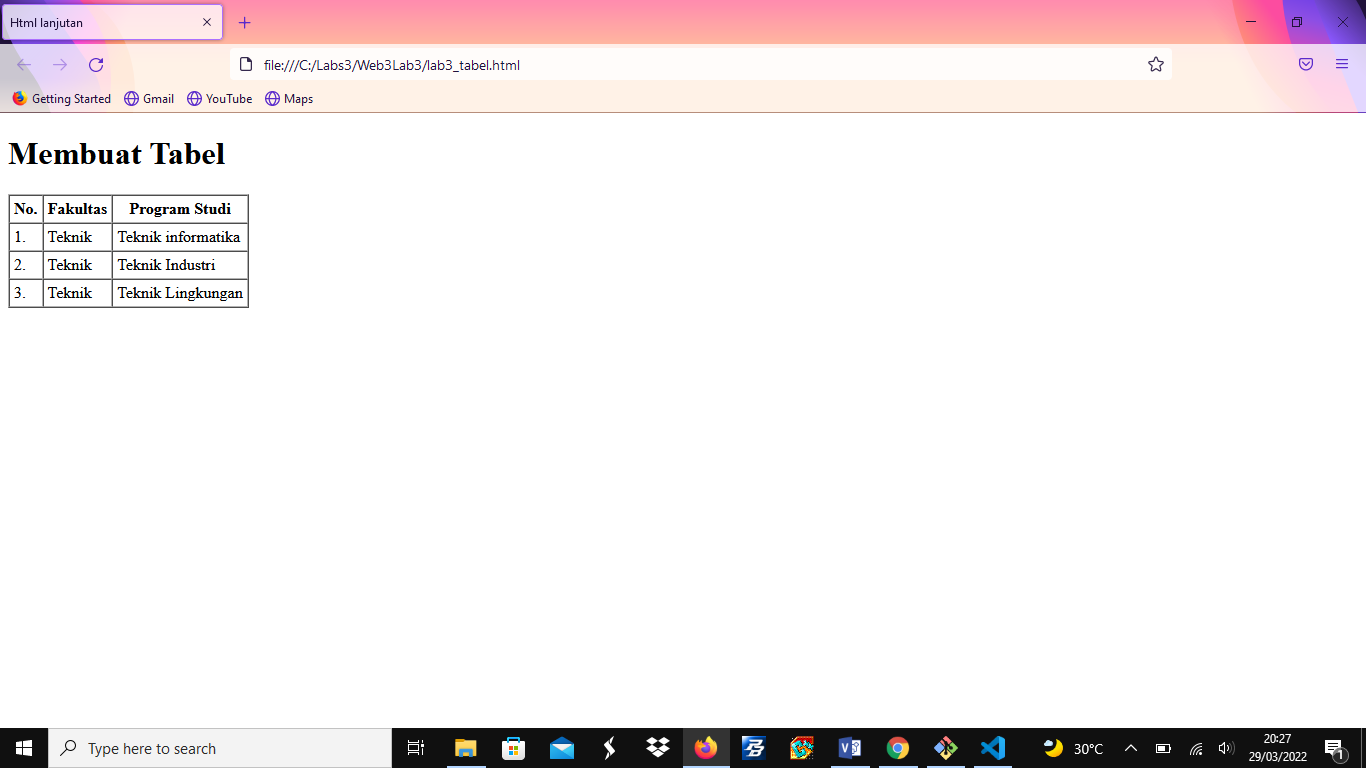 Html lanjutan
file:///C:/Labs3/Web3Lab3/lab3_tabel.html
Getting Started Gmail YouTube Maps
Membuat Tabel
No. Fakultas Program Studi
1. Teknik Teknik informatika
2. Teknik Teknik Industri
3. Teknik Teknik Lingkungan
Type here to search 30°C 20:27
29/03/2022 1